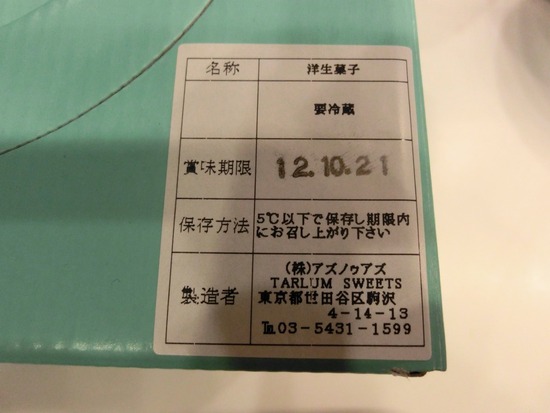 名称 洋生菓子
要冷蔵
賞味期限 12.10.21
保存方法 5℃以下で保存し期限内
にお召し上がり下さい
製造者 (株)アズノゥアズ
TARLUM SWEETS
東京都世田谷区駒沢
4-14-13
℡03-5431-1599